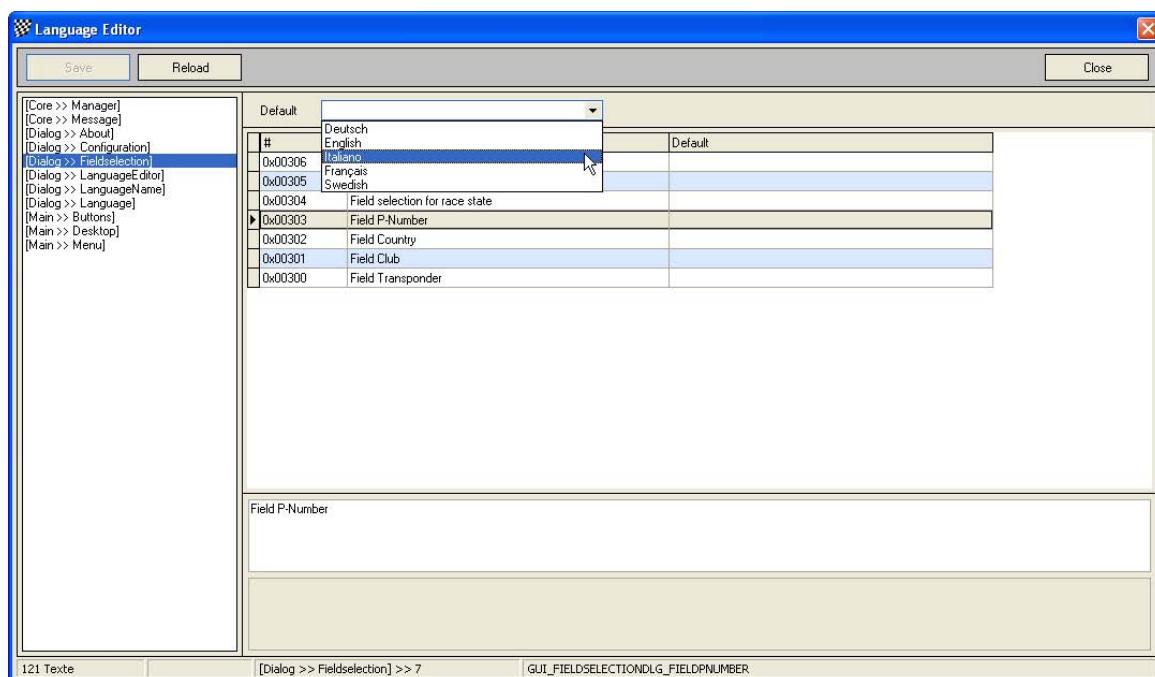 Language Editor
Save Reload Close
[Core >> Manager]
[Core >> Message]
[Dialog >> About]
[Dialog >> Configuration]
[Dialog >> Fieldselection]
[Dialog >> LanguageEditor]
[Dialog >> LanguageName]
[Dialog >> Language]
[Main >> Buttons]
[Main >> Desktop]
[Main >> Menu]
Default
Deutsch
English
Italiano
Français
Swedish
# Default
0x00306
0x00305
0x00304 Field selection for race state
0x00303 Field P-Number
0x00302 Field Country
0x00301 Field Club
0x00300 Field Transponder
Field P-Number
121 Texte [Dialog >> Fieldselection] >> 7 GUI_FIELDSELECTIONDLG_FIELDPNUMBER